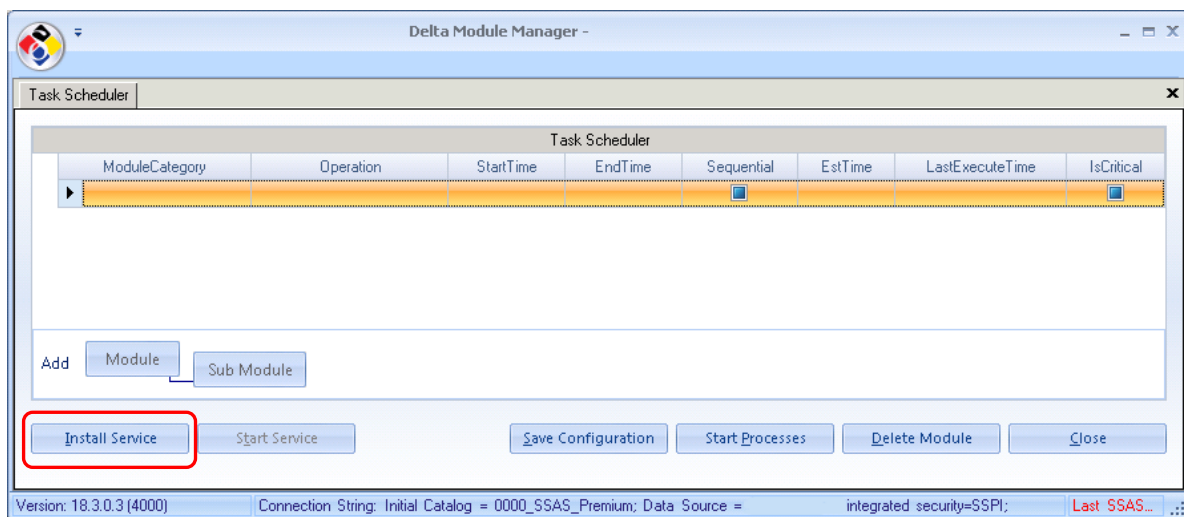 Delta Module Manager -
Task Scheduler
Task Scheduler
ModuleCategory Operation StartTime EndTime Sequential EstTime LastExecuteTime IsCritical
Add Module Sub Module
Install Service Start Service Save Configuration Start Processes Delete Module Close
Version: 18.3.0.3 (4000) Connection String: Initial Catalog = 0000_SSAS_Premium; Data Source = integrated security=SSPI; Last SSAS...